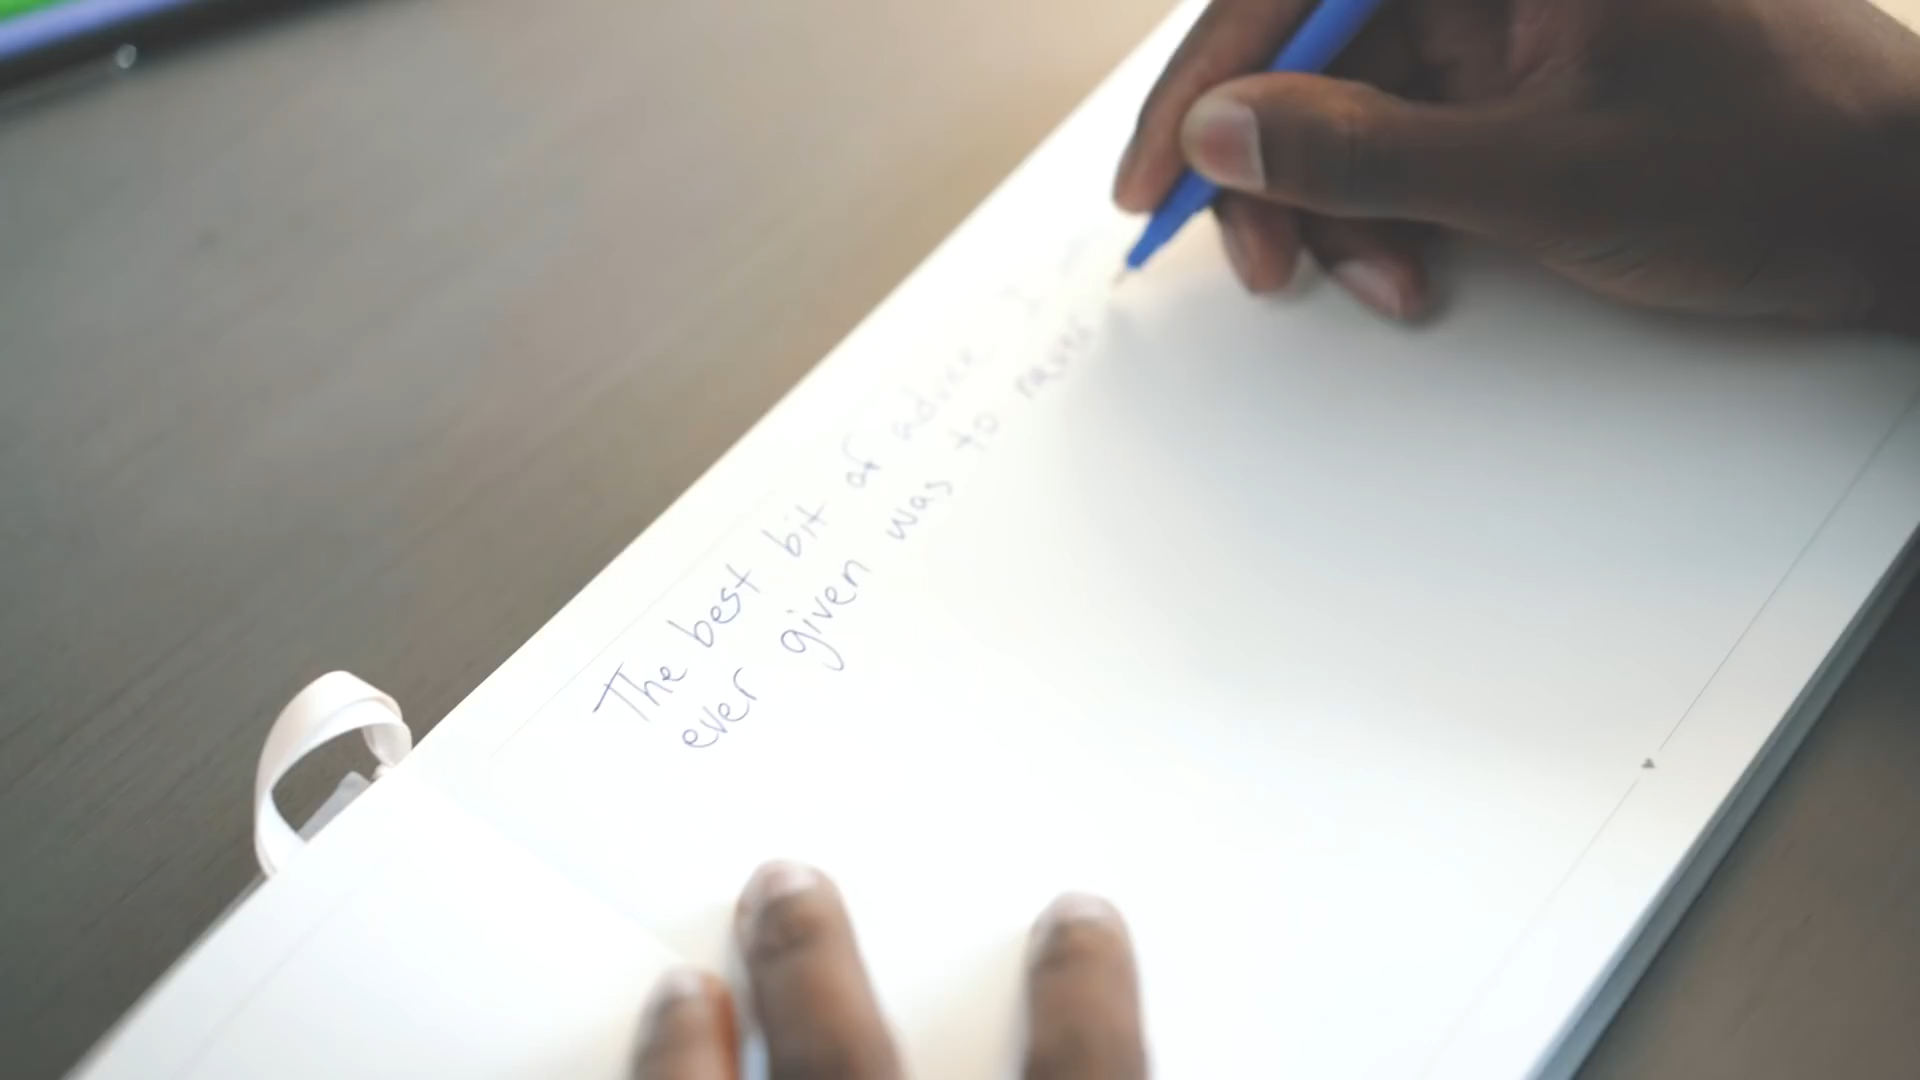 The best bit of advice I
ever given was to